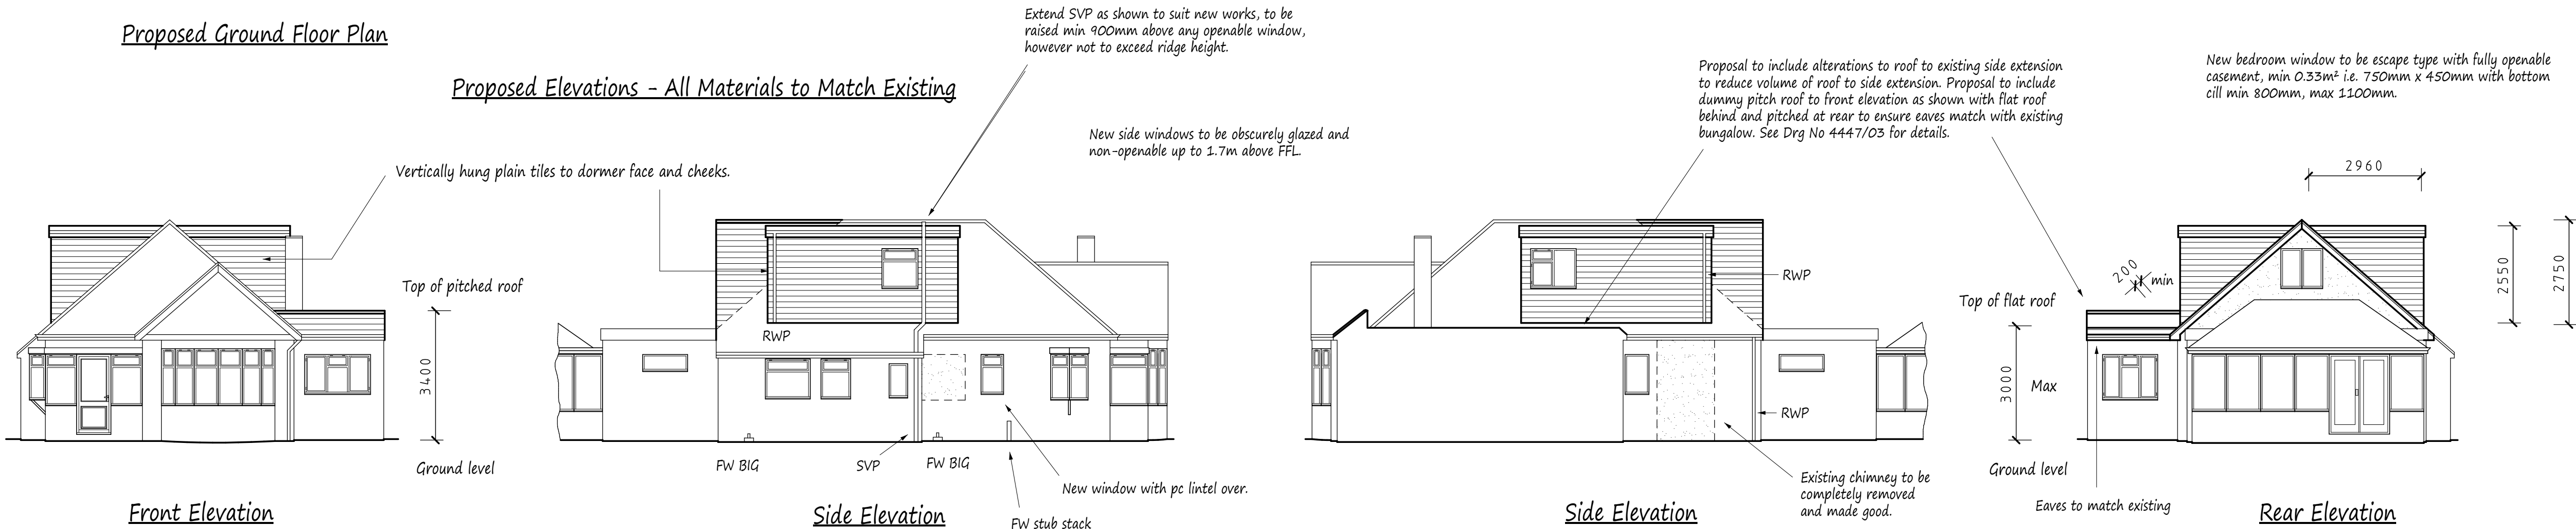 Proposed Ground Floor Plan
Proposed Elevations - All Materials to Match Existing
Extend SVP as shown to suit new works, to be
raised min 900mm above any openable window,
however not to exceed ridge height.
New side windows to be obscurely glazed and
non-openable up to 1.7m above FFL.
Proposal to include alterations to roof to existing side extension
to reduce volume of roof to side extension. Proposal to include
dummy pitch roof to front elevation as shown with flat roof
behind and pitched at rear to ensure eaves match with existing
bungalow. See Drg No 4447/03 for details.
New bedroom window to be escape type with fully openable
casement, min 0.33m² i.e. 750mm x 450mm with bottom
cill min 800mm, max 1100mm.
Vertically hung plain tiles to dormer face and cheeks.
Top of pitched roof
3400
Ground level
Front Elevation
RWP
FW BIG
SVP
FW BIG
New window with pc lintel over.
FW stub stack
Side Elevation
RWP
RWP
Existing chimney to be
completely removed
and made good.
Side Elevation
Top of flat roof
3000
Max
Ground level
200
min
2960
2550
2750
Eaves to match existing
Rear Elevation